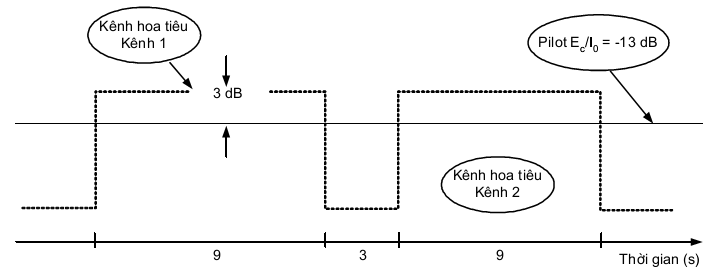 Kênh hoa tiêu
Kênh 1
Pilot Ec/I0 = -13 dB
3 dB
Kênh hoa tiêu
Kênh 2
9
3
9
Thời gian (s)